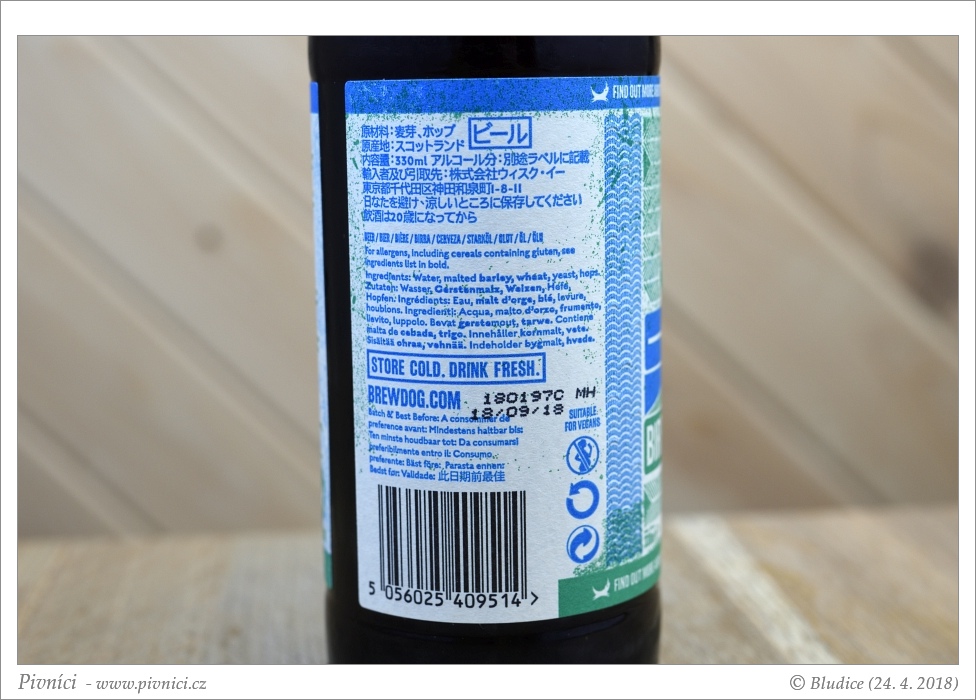 FIND OUT MORE
原材料：麦芽、ホップ
ビール
原産地：スコットランド
内容量：330ml アルコール分：別途ラベルに記載
輸入者及び引取先：株式会社ウィスク・イー
東京都千代田区神田和泉町1-8-11
日なたを避け、涼しいところに保存してください
飲酒は20歳になってから
BEER / BIER / BIÈRE / BIRRA / CERVEZA / STARKÖL / OLUT / ÖL / ØL
For allergens, including cereals containing gluten, see
ingredients list in bold.
Ingredients: Water, malted barley, wheat, yeast, hops.
Zutaten: Wasser, Gerstenmalz, Weizen, Hefe,
Hopfen. Ingrédients: Eau, malt d'orge, blé, levure,
houblons. Ingredienti: Acqua, malto d'orzo, frumento,
lievito, luppolo. Bevat gerstemout, tarwe. Contiene
malta de cebada, trigo. Innehåller kornmalt, vete.
Sisältää ohraa, vehnää. Indeholder bygmalt, hvede.
STORE COLD. DRINK FRESH.
BREWDOG.COM
180197C MH
18/09/18
Batch & Best Before: A consommer de
preference avant: Mindestens haltbar bis:
Ten minste houdbaar tot: Da consumarsi
preferibilmente entro il: Consumo
preferente: Bäst före: Parasta ennen:
Bedst før: Validade: 此日期前最佳
SUITABLE
FOR VEGANS
5 056025 409514 >
FIND OUT MORE
Pivníci - www.pivnici.cz
© Bludice (24. 4. 2018)